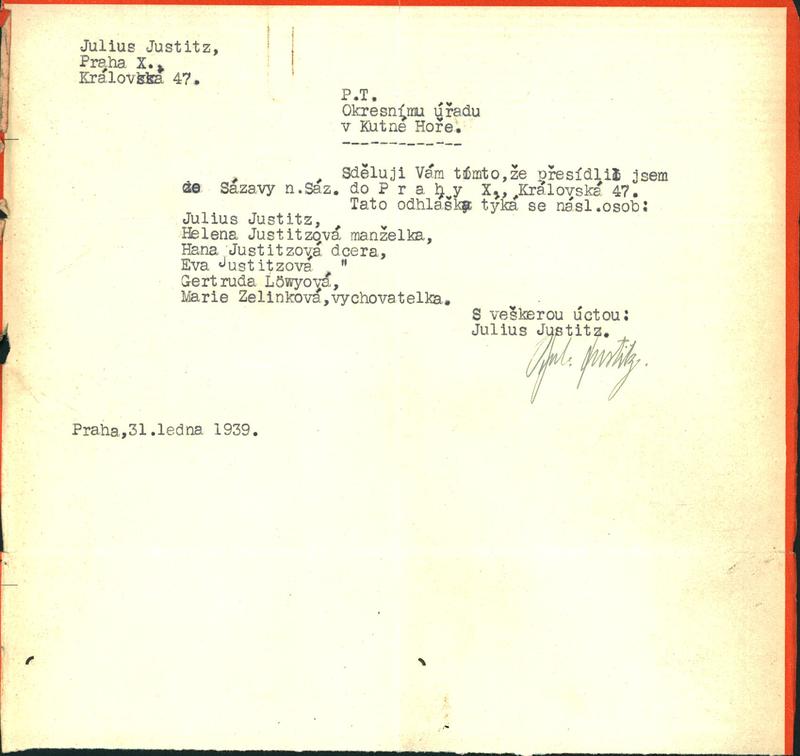 Julius Justitz,
Praha X.,
Královská 47.
P.T.
Okresnímu úřadu
v Kutné Hoře.
-------------
Sděluji Vám tímto,že přesídlil jsem
ze Sázavy n.Sáz. do P r a h y X., Královská 47.
Tato odhláška týká se násl.osob:
Julius Justitz,
Helena Justitzová manželka,
Hana Justitzová dcera,
Eva Justitzová "
Gertruda Löwyová,
Marie Zelinková,vychovatelka.
S veškerou úctou:
Julius Justitz.
Jul. Justitz.
Praha,31.ledna 1939.